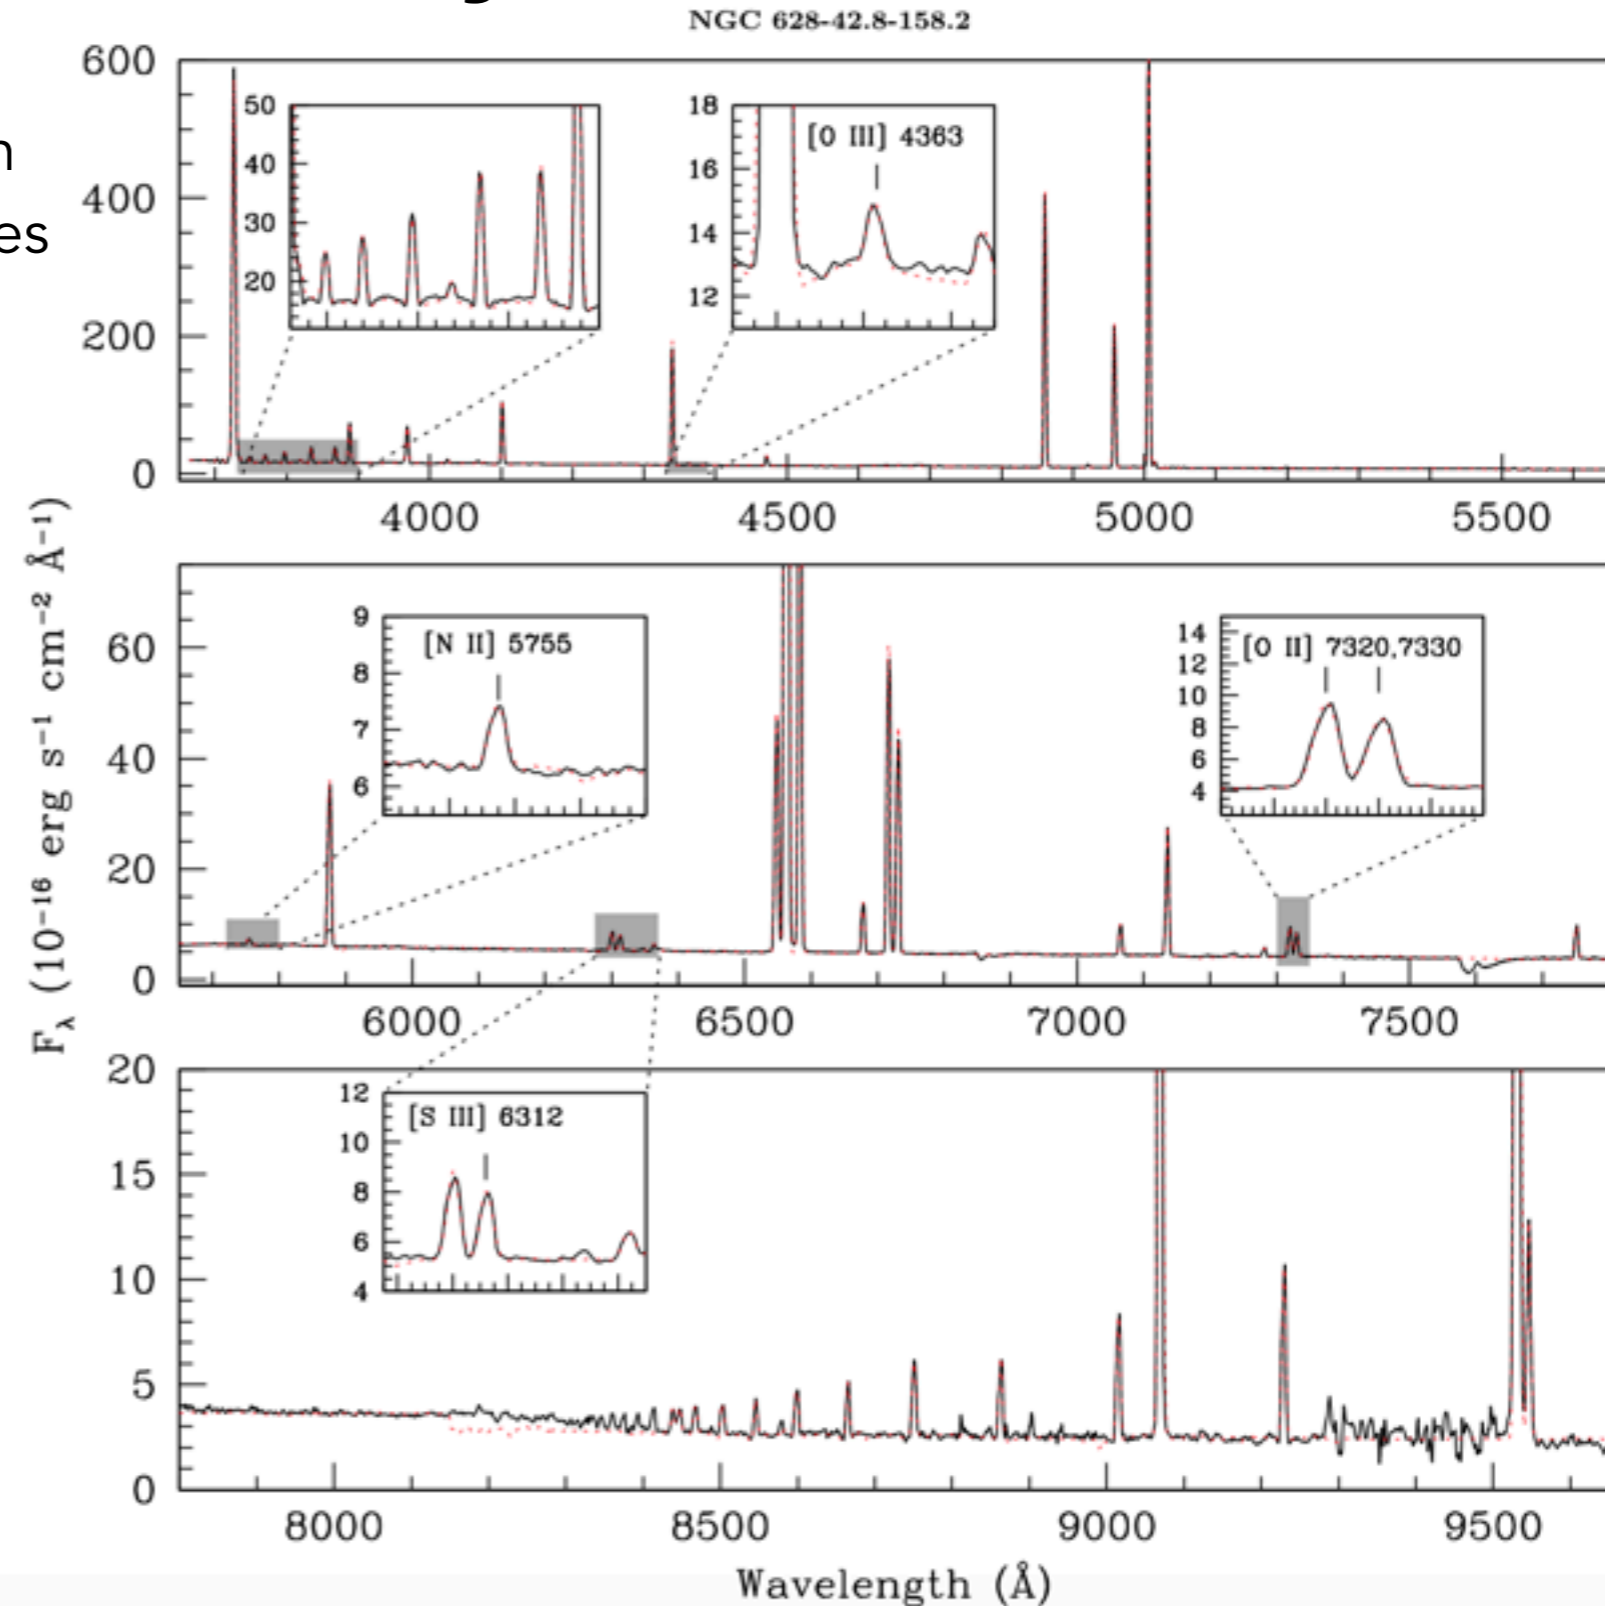 g
NGC 628-42.8-158.2
n
es
600
400
200
0
50
40
30
20
[O III] 4363
18
16
14
12
4000 4500 5000 5500
F_λ (10⁻¹⁶ erg s⁻¹ cm⁻² Å⁻¹)
60
40
20
0
[N II] 5755
9
8
7
6
[O II] 7320,7330
14
12
10
8
6
4
6000 6500 7000 7500
20
15
10
5
0
[S III] 6312
12
10
8
6
4
8000 8500 9000 9500
Wavelength (Å)